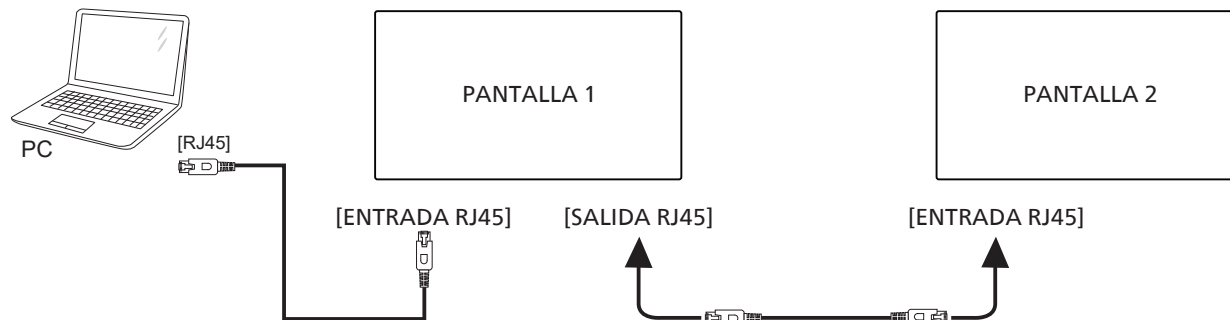 PANTALLA 1
PANTALLA 2
PC
[RJ45]
[ENTRADA RJ45]
[SALIDA RJ45]
[ENTRADA RJ45]